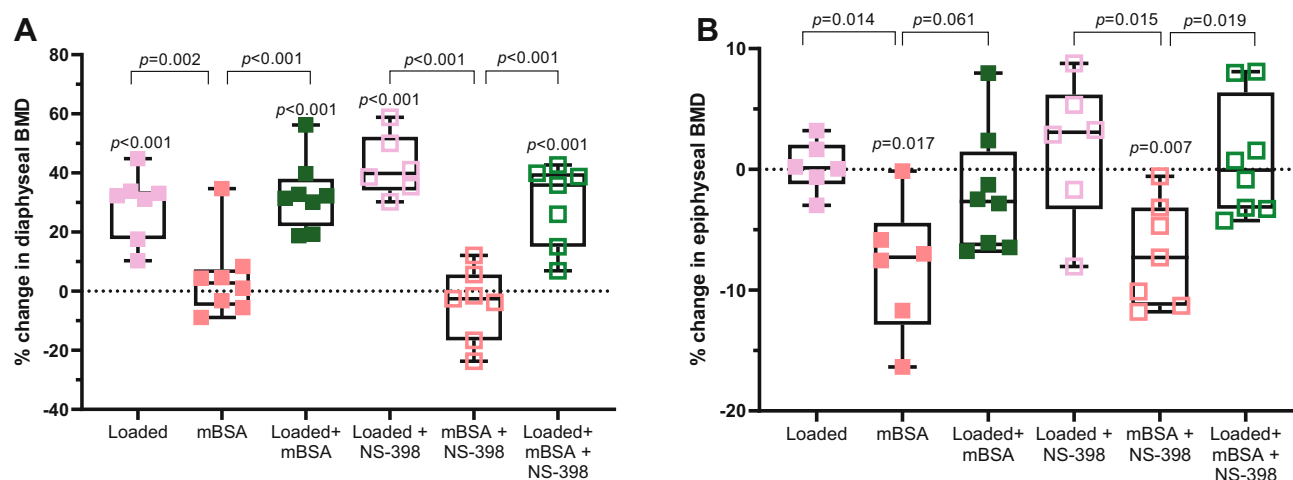 A
% change in diaphyseal BMD
80
60
40
20
0
-20
-40
p=0.002
p<0.001
p<0.001
p<0.001
p<0.001
p<0.001
p<0.001
p<0.001
Loaded
mBSA
Loaded+
mBSA
Loaded +
NS-398
mBSA +
NS-398
Loaded+
mBSA +
NS-398
B
% change in epiphyseal BMD
10
0
-10
-20
p=0.014
p=0.061
p=0.015
p=0.019
p=0.017
p=0.007
Loaded
mBSA
Loaded+
mBSA
Loaded +
NS-398
mBSA +
NS-398
Loaded+
mBSA +
NS-398